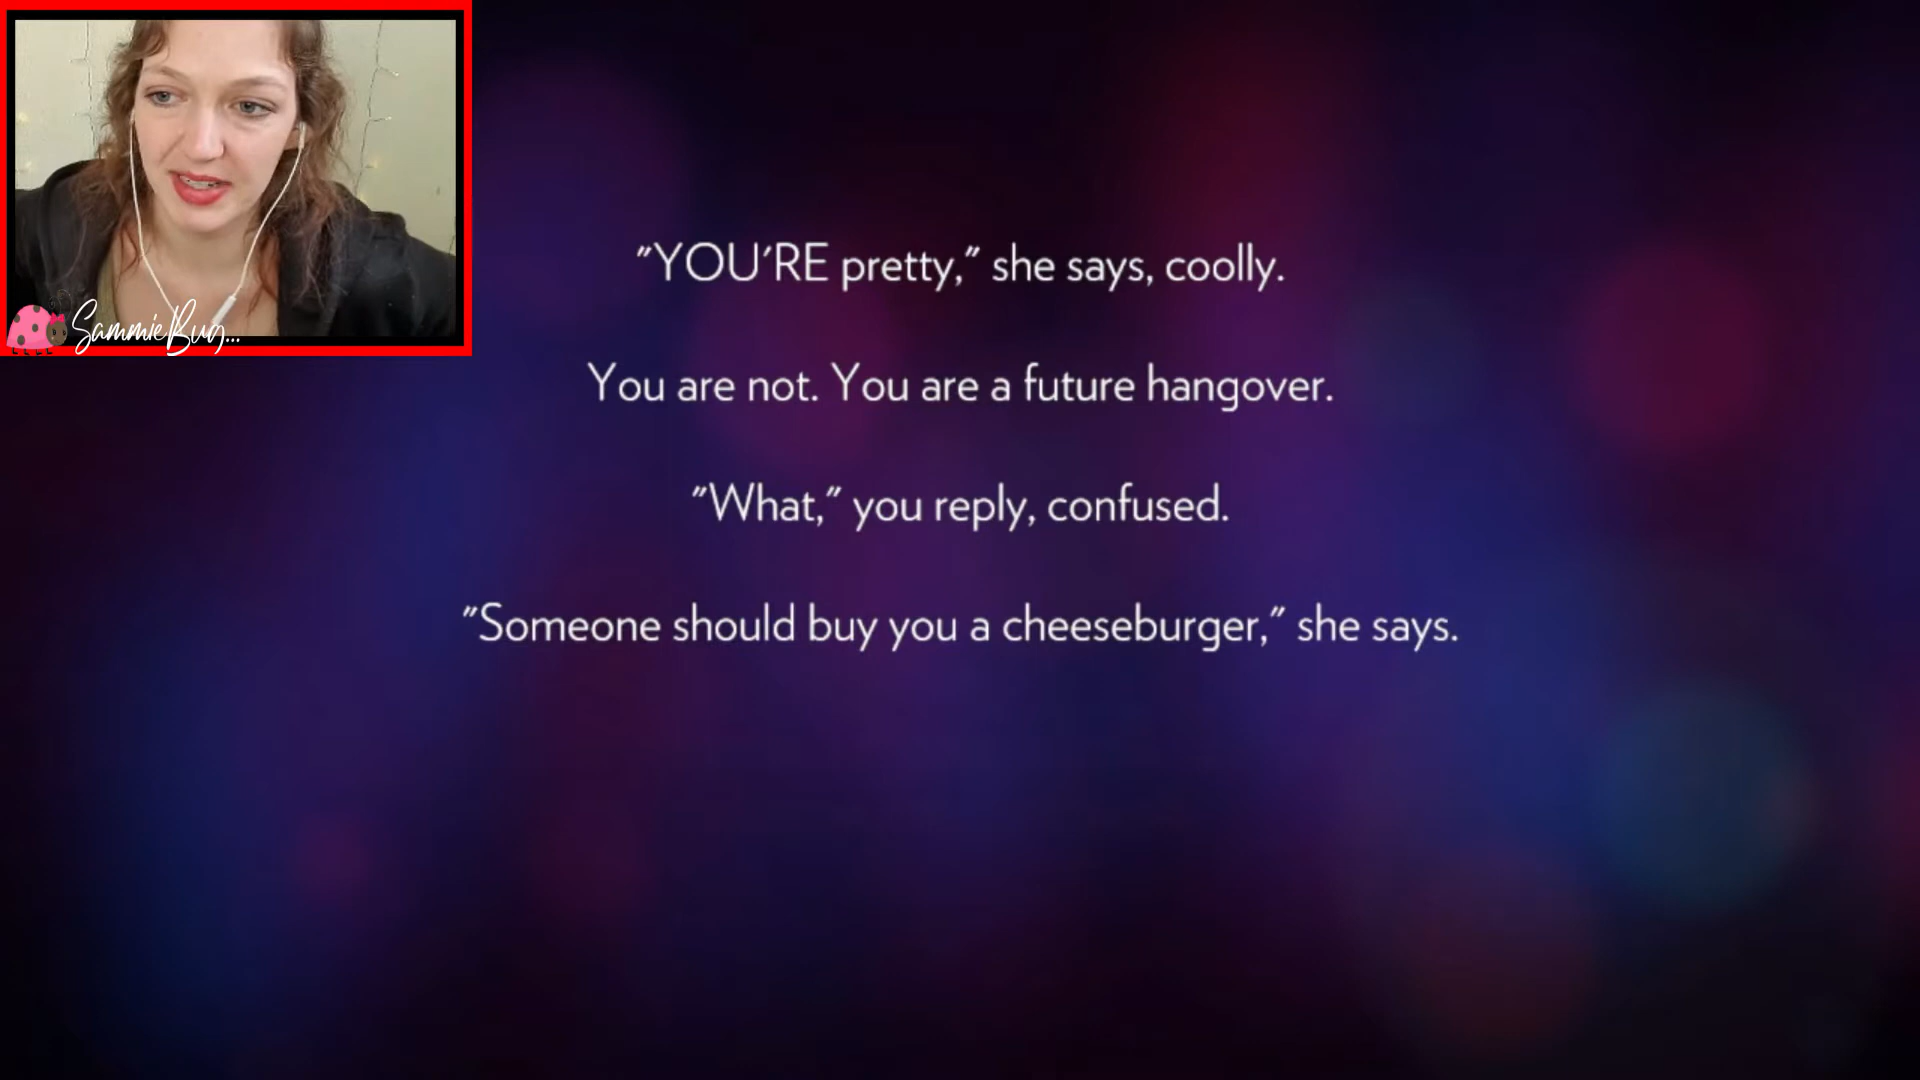 SammieBug...
"YOU'RE pretty," she says, coolly.
You are not. You are a future hangover.
"What," you reply, confused.
"Someone should buy you a cheeseburger," she says.